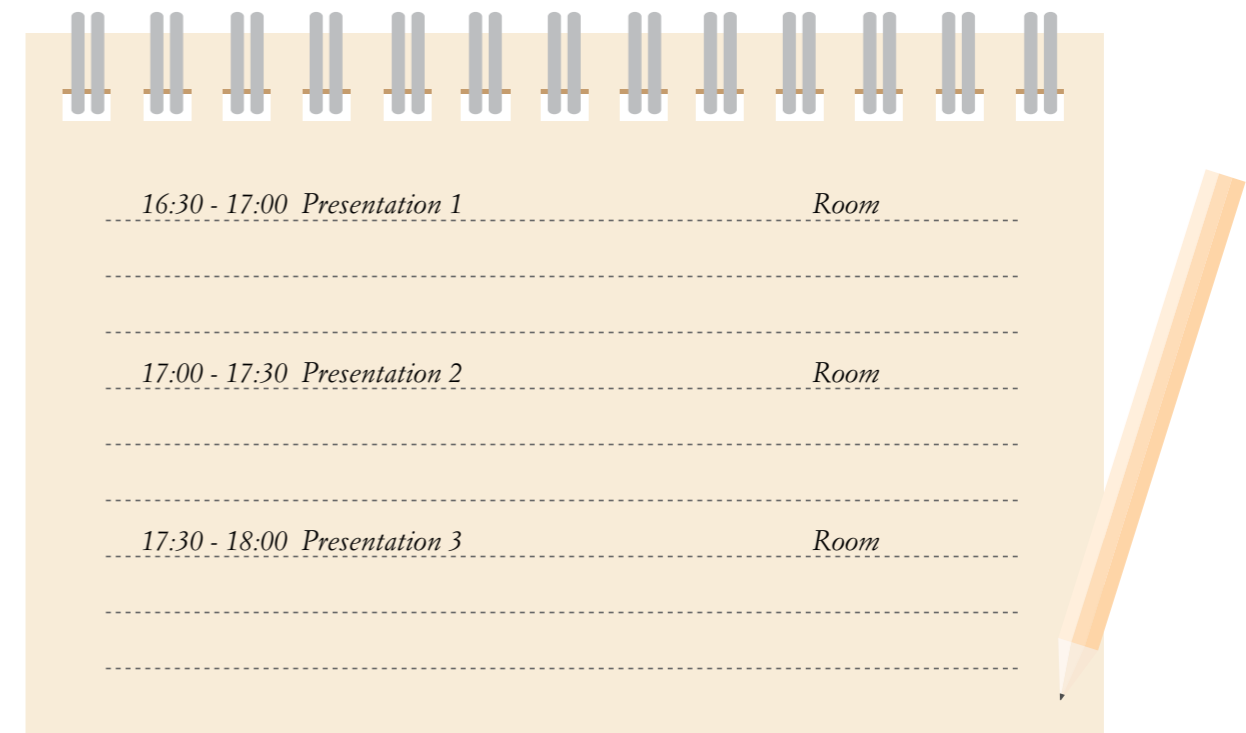 16:30 - 17:00 Presentation 1 Room
17:00 - 17:30 Presentation 2 Room
17:30 - 18:00 Presentation 3 Room